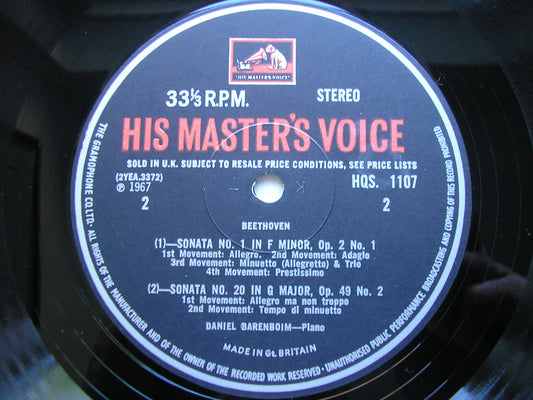 "HIS MASTER'S VOICE"
33⅓ R.P.M. STEREO
HIS MASTER'S VOICE
SOLD IN U.K. SUBJECT TO RESALE PRICE CONDITIONS, SEE PRICE LISTS
(2YEA.3372) HQS. 1107
℗ 1967
2 2
BEETHOVEN
(1)—SONATA NO. 1 IN F MINOR, Op. 2 No. 1
1st Movement: Allegro. 2nd Movement: Adagio
3rd Movement: Minuetto (Allegretto) & Trio
4th Movement: Prestissimo
(2)—SONATA NO. 20 IN G MAJOR, Op. 49 No. 2
1st Movement: Allegro ma non troppo
2nd Movement: Tempo di minuetto
DANIEL BARENBOIM—Piano
MADE IN Gt. BRITAIN
THE GRAMOPHONE CO. LTD. ALL RIGHTS OF THE MANUFACTURER AND OF THE OWNER OF THE RECORDED WORK RESERVED · UNAUTHORISED PUBLIC PERFORMANCE BROADCASTING AND COPYING OF THIS RECORD PROHIBITED